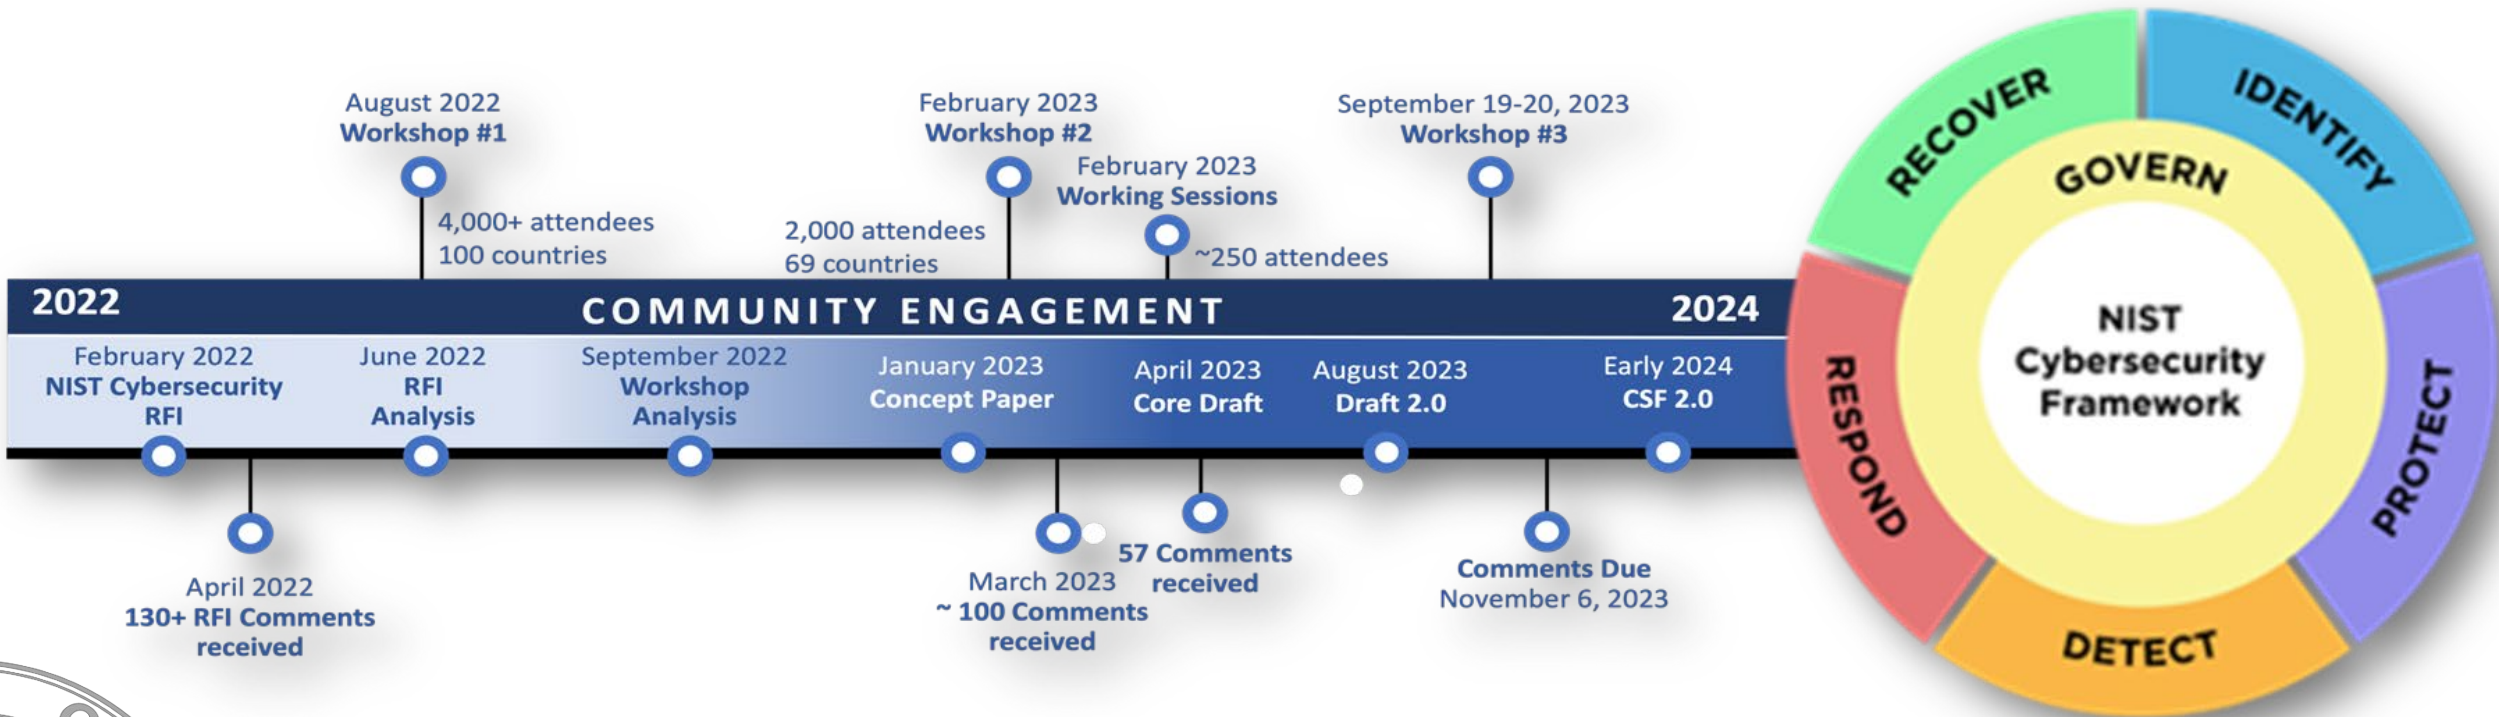 August 2022
Workshop #1
4,000+ attendees
100 countries
February 2023
Workshop #2
2,000 attendees
69 countries
February 2023
Working Sessions
~250 attendees
September 19-20, 2023
Workshop #3
2022
COMMUNITY ENGAGEMENT
2024
February 2022
NIST Cybersecurity
RFI
June 2022
RFI
Analysis
September 2022
Workshop
Analysis
January 2023
Concept Paper
April 2023
Core Draft
August 2023
Draft 2.0
Early 2024
CSF 2.0
April 2022
130+ RFI Comments
received
March 2023
~ 100 Comments
received
57 Comments
received
Comments Due
November 6, 2023
RECOVER
IDENTIFY
GOVERN
NIST
Cybersecurity
Framework
RESPOND
PROTECT
DETECT